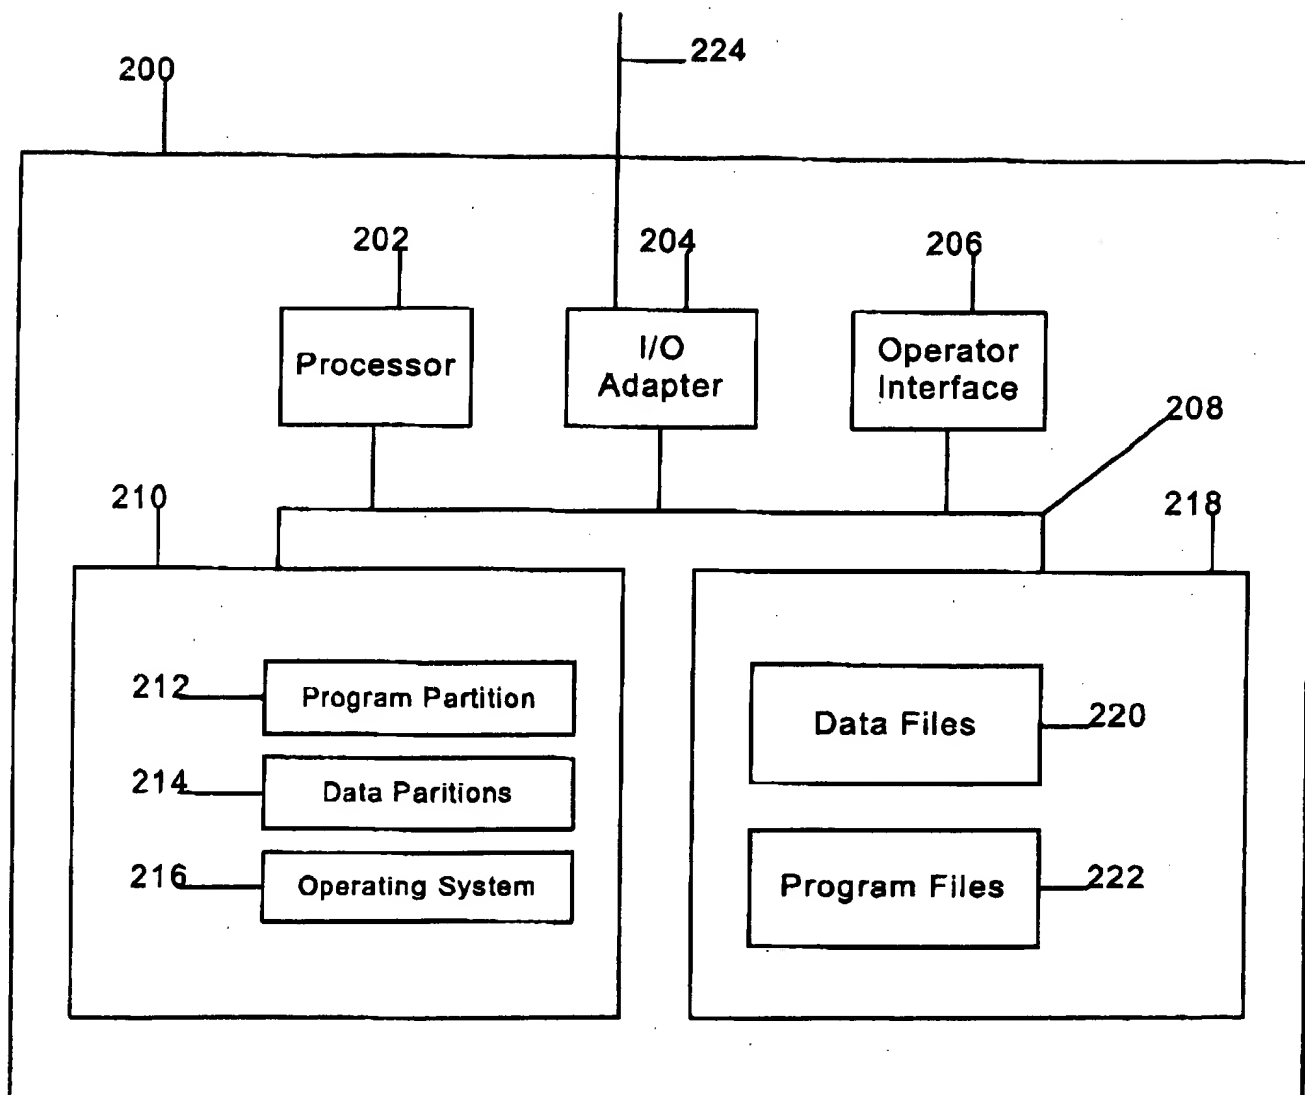 224
200
202
204
206
Processor
I/O
Adapter
Operator
Interface
208
210
218
212
Program Partition
214
Data Paritions
216
Operating System
Data Files
220
Program Files
222